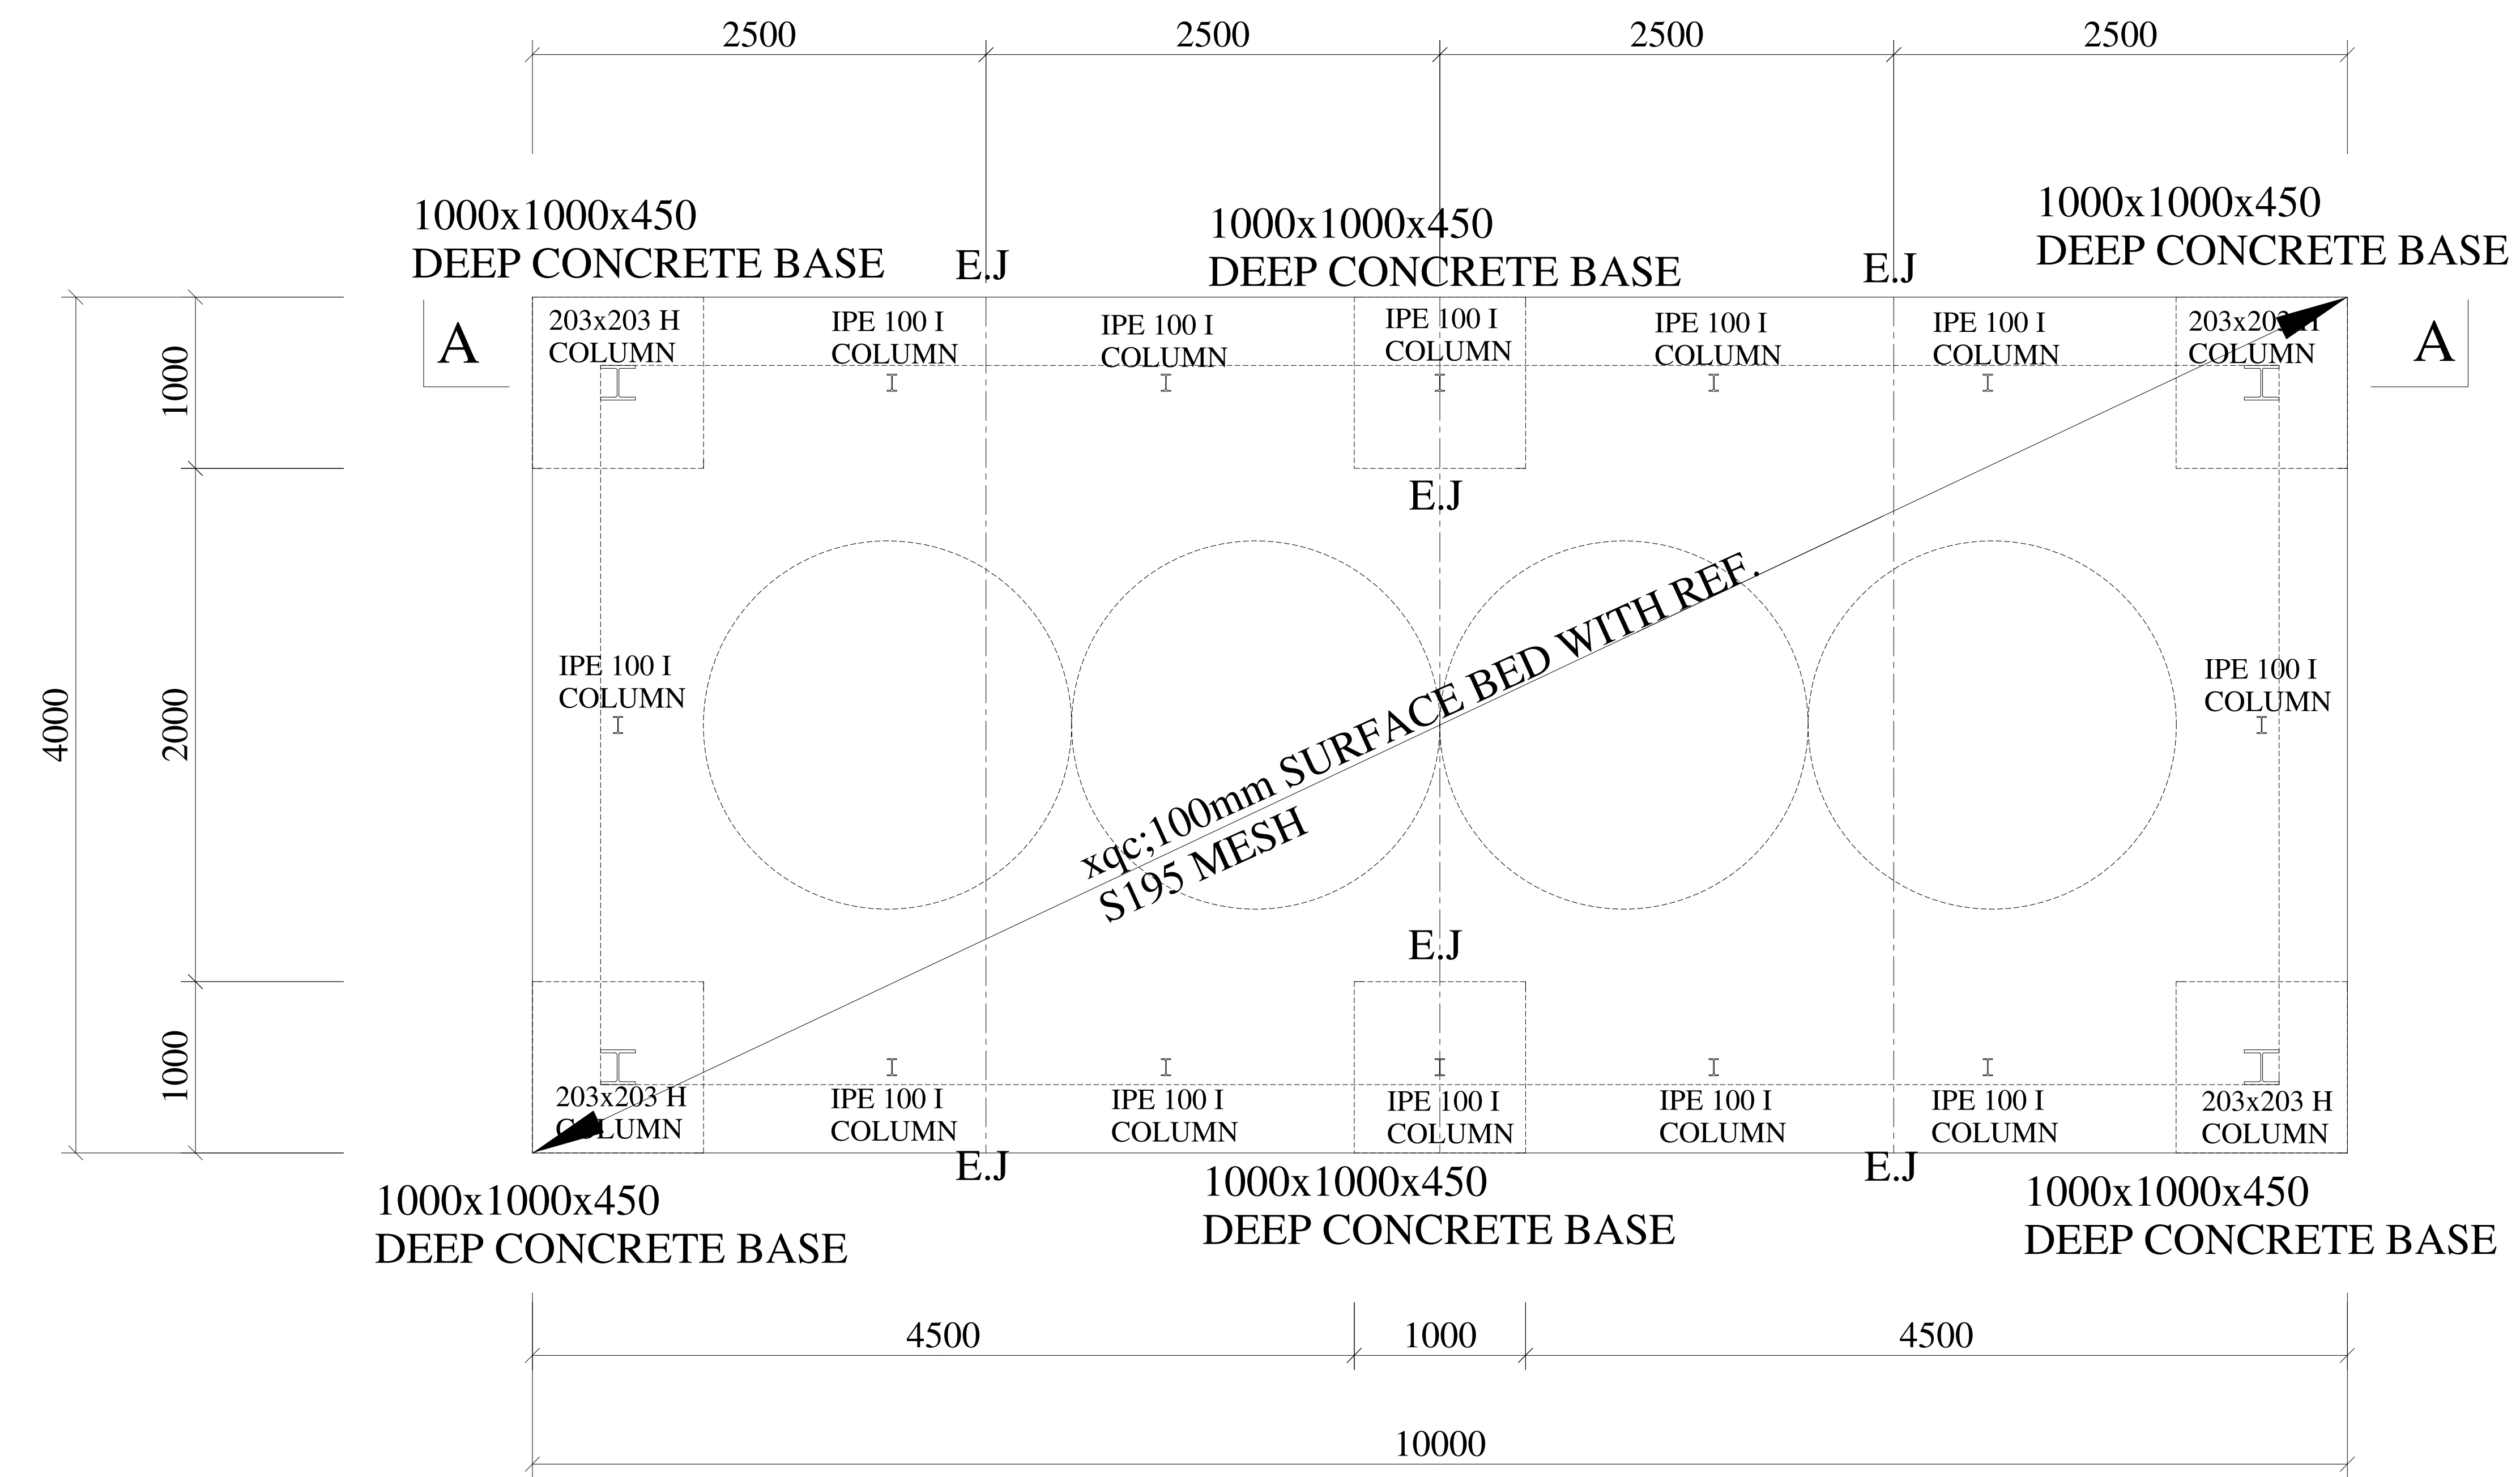 2500
2500
2500
2500
1000x1000x450
DEEP CONCRETE BASE
E.J
1000x1000x450
DEEP CONCRETE BASE
E.J
1000x1000x450
DEEP CONCRETE BASE
A
203x203 H
COLUMN
IPE 100 I
COLUMN
IPE 100 I
COLUMN
IPE 100 I
COLUMN
IPE 100 I
COLUMN
IPE 100 I
COLUMN
203x203 H
COLUMN
A
1000
E.J
4000
2000
IPE 100 I
COLUMN
xqc;100mm SURFACE BED WITH REF.
S195 MESH
IPE 100 I
COLUMN
E.J
1000
203x203 H
COLUMN
IPE 100 I
COLUMN
IPE 100 I
COLUMN
IPE 100 I
COLUMN
IPE 100 I
COLUMN
IPE 100 I
COLUMN
203x203 H
COLUMN
E.J
E.J
1000x1000x450
DEEP CONCRETE BASE
1000x1000x450
DEEP CONCRETE BASE
1000x1000x450
DEEP CONCRETE BASE
4500
1000
4500
10000